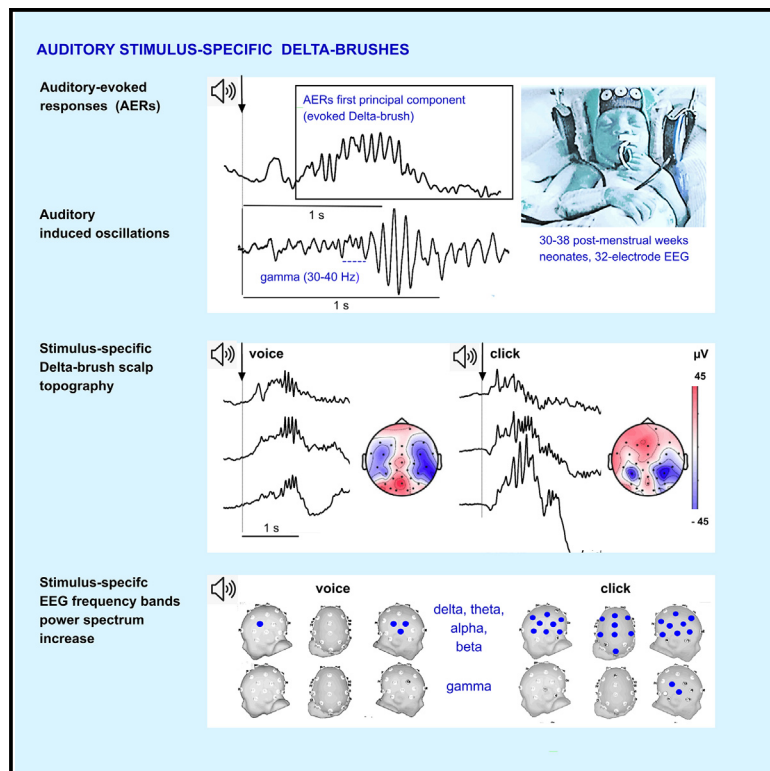 AUDITORY STIMULUS-SPECIFIC DELTA-BRUSHES
Auditory-evoked
responses (AERs)
AERs first principal component
(evoked Delta-brush)
1 s
Auditory
induced oscillations
gamma (30-40 Hz)
1 s
30-38 post-menstrual weeks
neonates, 32-electrode EEG
Stimulus-specific
Delta-brush scalp
topography
voice
click
µV
45
- 45
1 s
Stimulus-specifc
EEG frequency bands
power spectrum
increase
voice
click
delta, theta,
alpha,
beta
gamma